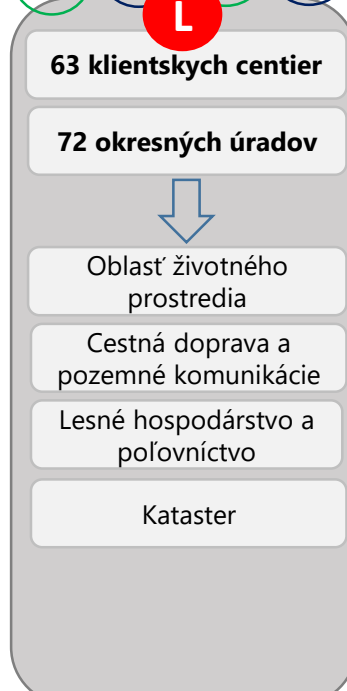 L
63 klientskych centier
72 okresných úradov
Oblasť životného
prostredia
Cestná doprava a
pozemné komunikácie
Lesné hospodárstvo a
poľovníctvo
Kataster